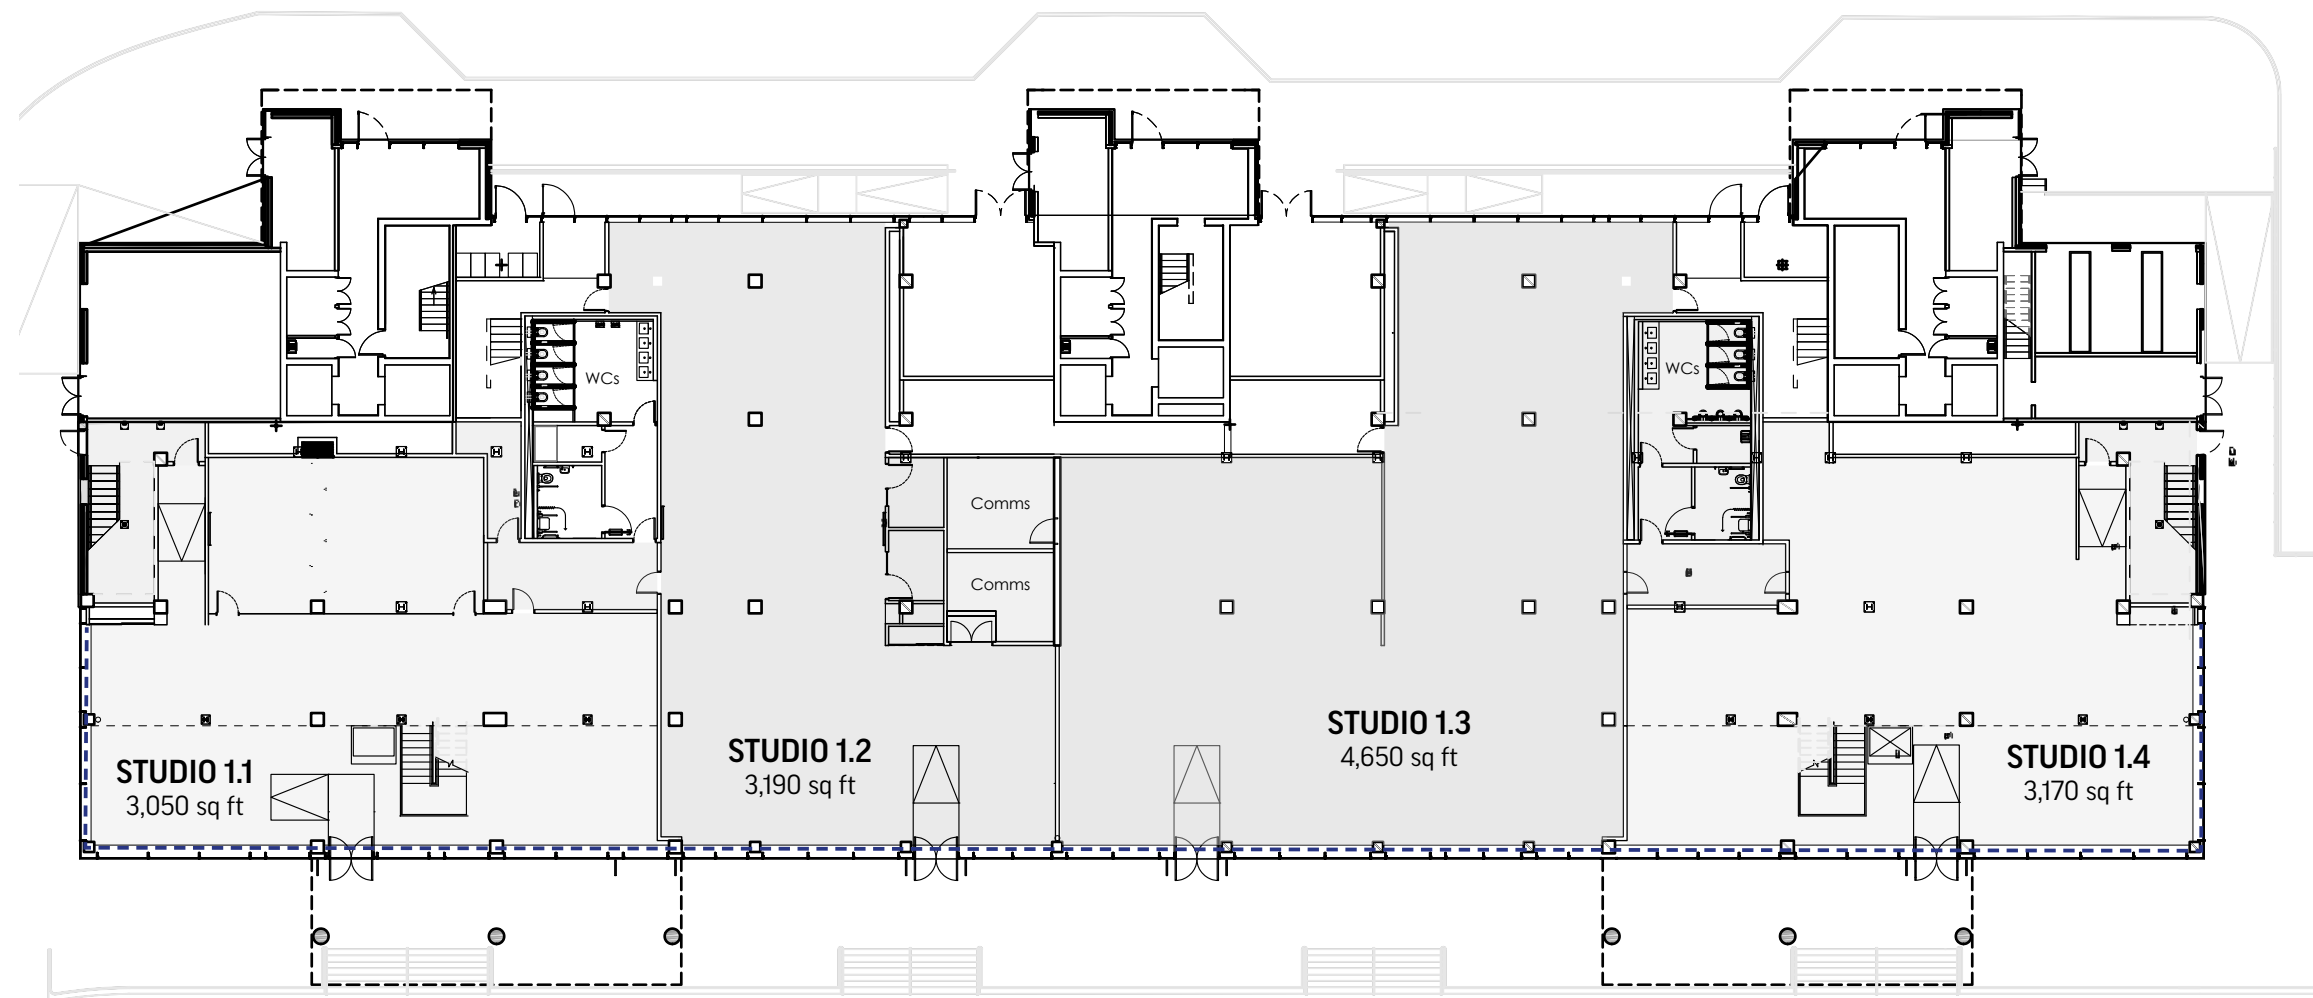 WCs
WCs
Comms
Comms
STUDIO 1.1
3,050 sq ft
STUDIO 1.2
3,190 sq ft
STUDIO 1.3
4,650 sq ft
STUDIO 1.4
3,170 sq ft